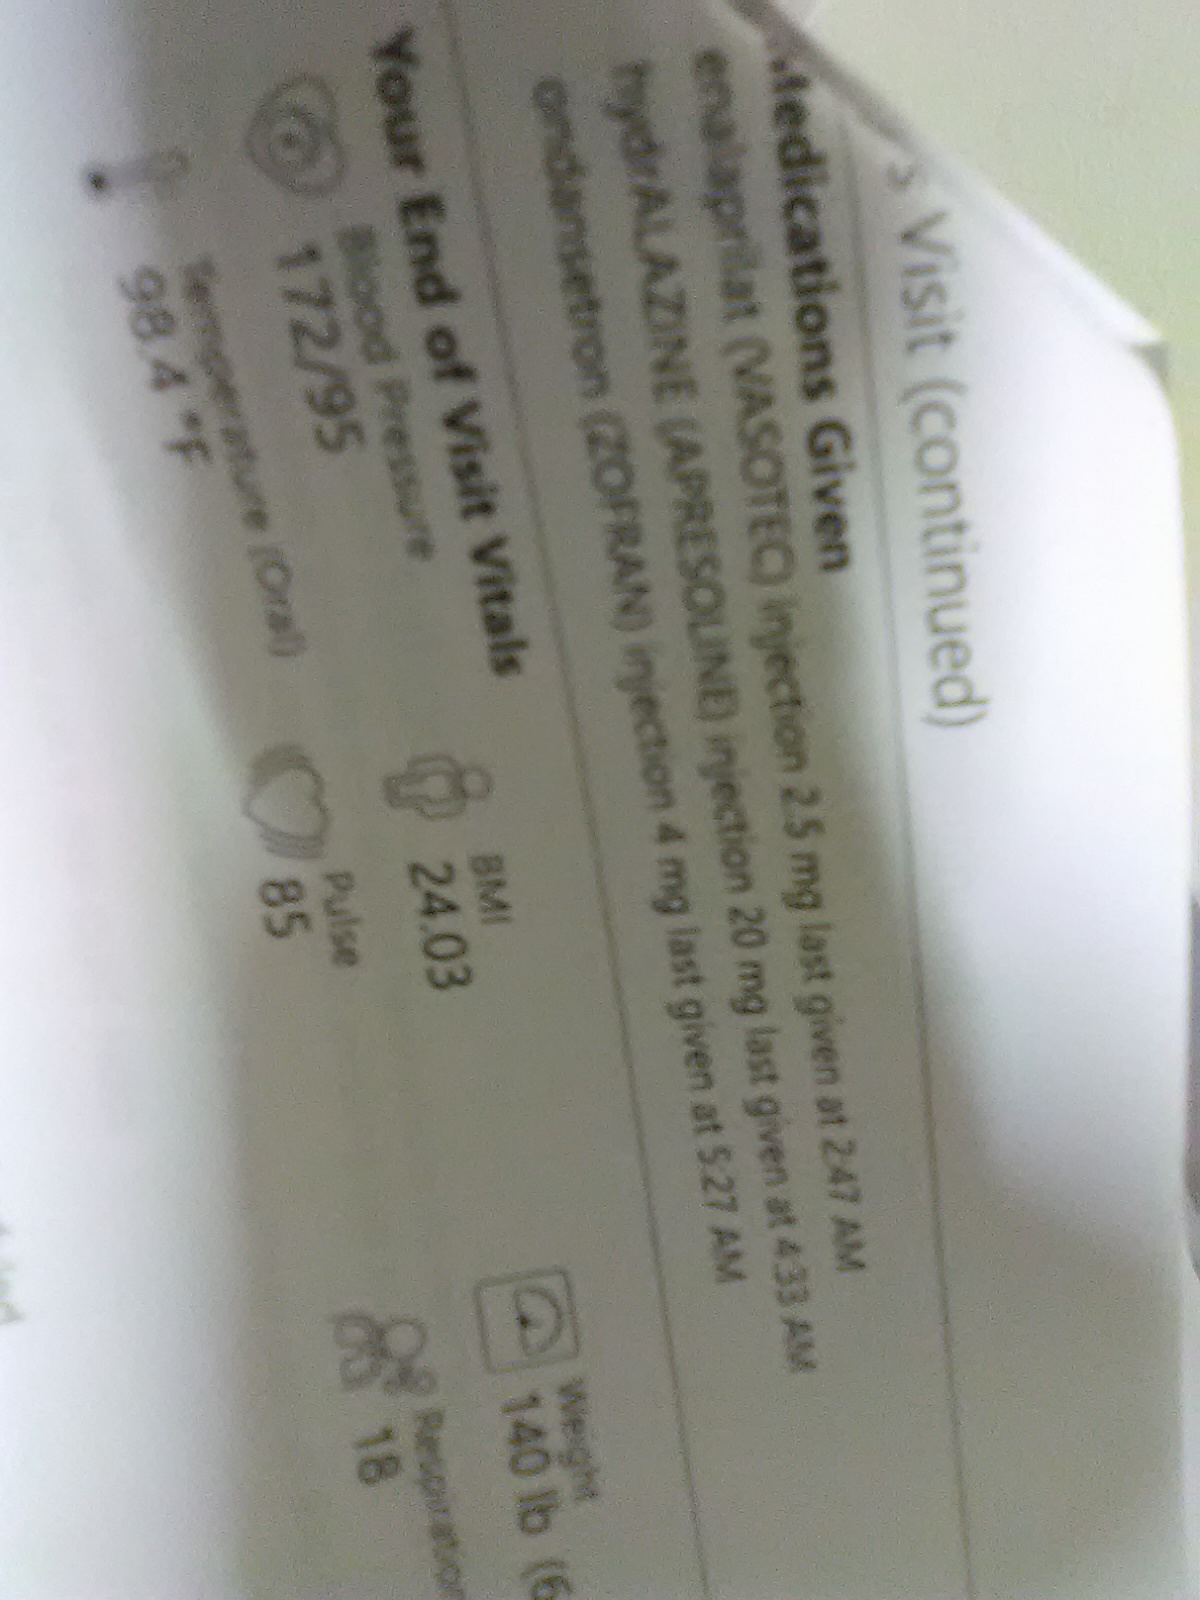 s Visit (continued)
Medications Given
enalaprilat (VASOTEC) injection 2.5 mg last given at 2:47 AM
hydrALAZINE (APRESOLINE) injection 20 mg last given at 4:33 AM
ondansetron (ZOFRAN) injection 4 mg last given at 5:27 AM
Your End of Visit Vitals
Blood Pressure
172/95
BMI
24.03
Weight
140 lb (6
Temperature (Oral)
98.4 °F
Pulse
85
Respiration
18